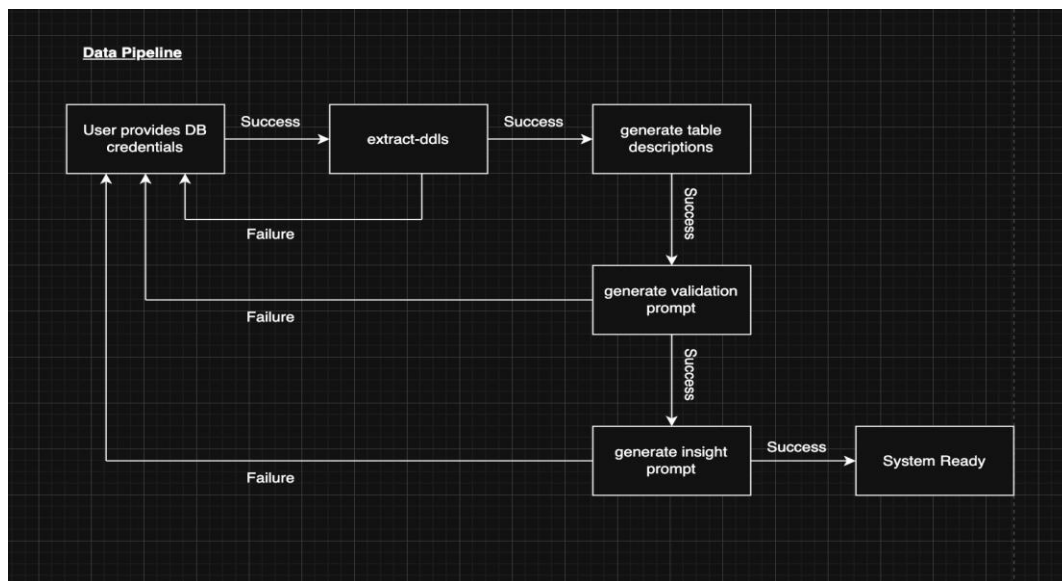 Data Pipeline
User provides DB
credentials
Success
extract-ddls
Success
generate table
descriptions
Failure
Success
generate validation
prompt
Failure
Success
generate insight
prompt
Success
System Ready
Failure